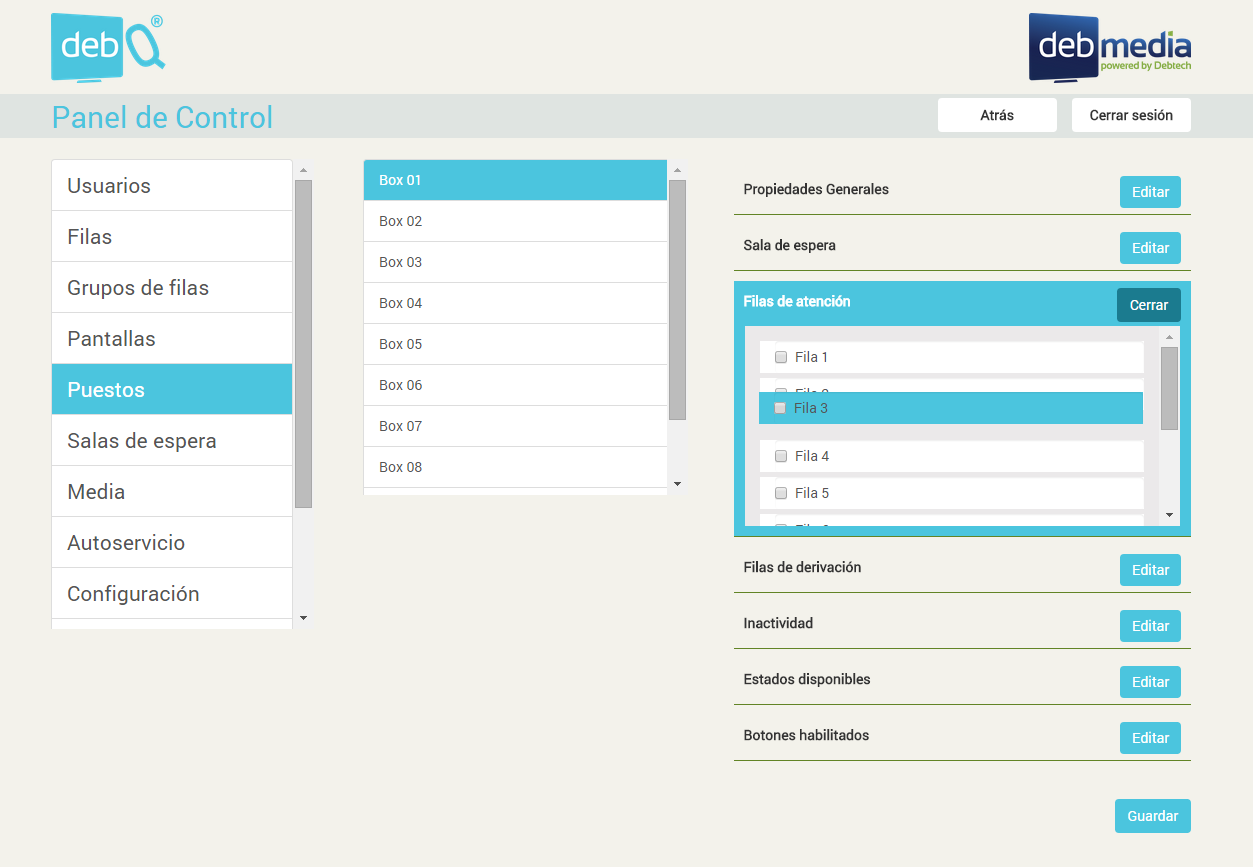 debQ®
debmedia
powered by Debtech
Panel de Control
Atrás
Cerrar sesión
Usuarios
Filas
Grupos de filas
Pantallas
Puestos
Salas de espera
Media
Autoservicio
Configuración
Box 01
Box 02
Box 03
Box 04
Box 05
Box 06
Box 07
Box 08
Propiedades Generales
Editar
Sala de espera
Editar
Filas de atención
Cerrar
Fila 1
Fila 2
Fila 3
Fila 4
Fila 5
Filas de derivación
Editar
Inactividad
Editar
Estados disponibles
Editar
Botones habilitados
Editar
Guardar